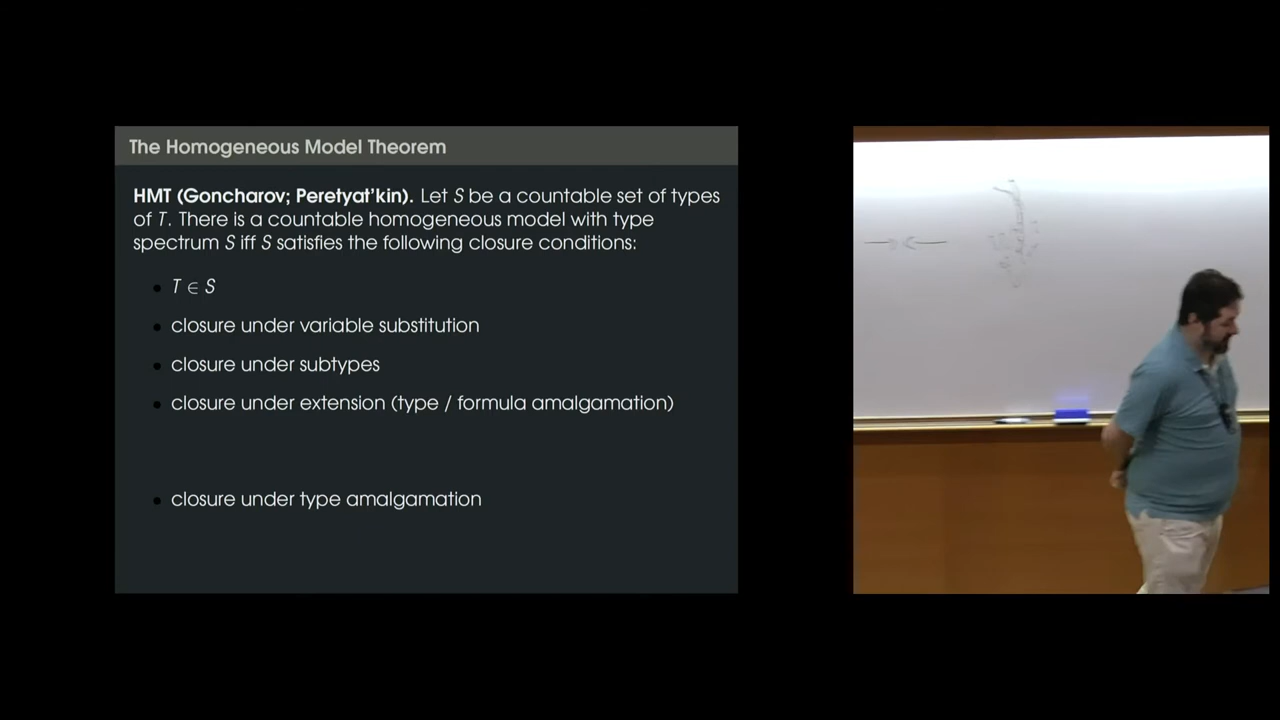 The Homogeneous Model Theorem
HMT (Goncharov; Peretyat'kin). Let S be a countable set of types
of T. There is a countable homogeneous model with type
spectrum S iff S satisfies the following closure conditions:
• T ∈ S
• closure under variable substitution
• closure under subtypes
• closure under extension (type / formula amalgamation)
• closure under type amalgamation